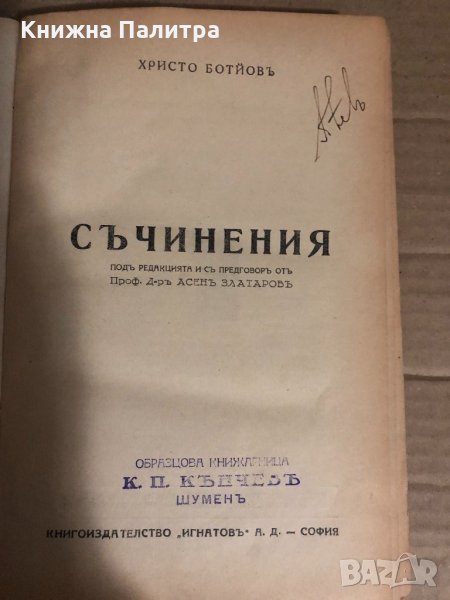 Книжна Палитра
ХРИСТО БОТЙОВЪ
СЪЧИНЕНИЯ
ПОДЪ РЕДАКЦИЯТА И СЪ ПРЕДГОВОРЪ ОТЪ
Проф. Д-ръ АСЕНЪ ЗЛАТАРОВЪ
ОБРАЗЦОВА КНИЖАРНИЦА
К. П. КЪНЧЕВЪ
ШУМЕНЪ
КНИГОИЗДАТЕЛСТВО „ИГНАТОВЪ" А. Д. — СОФИЯ
BAZAR